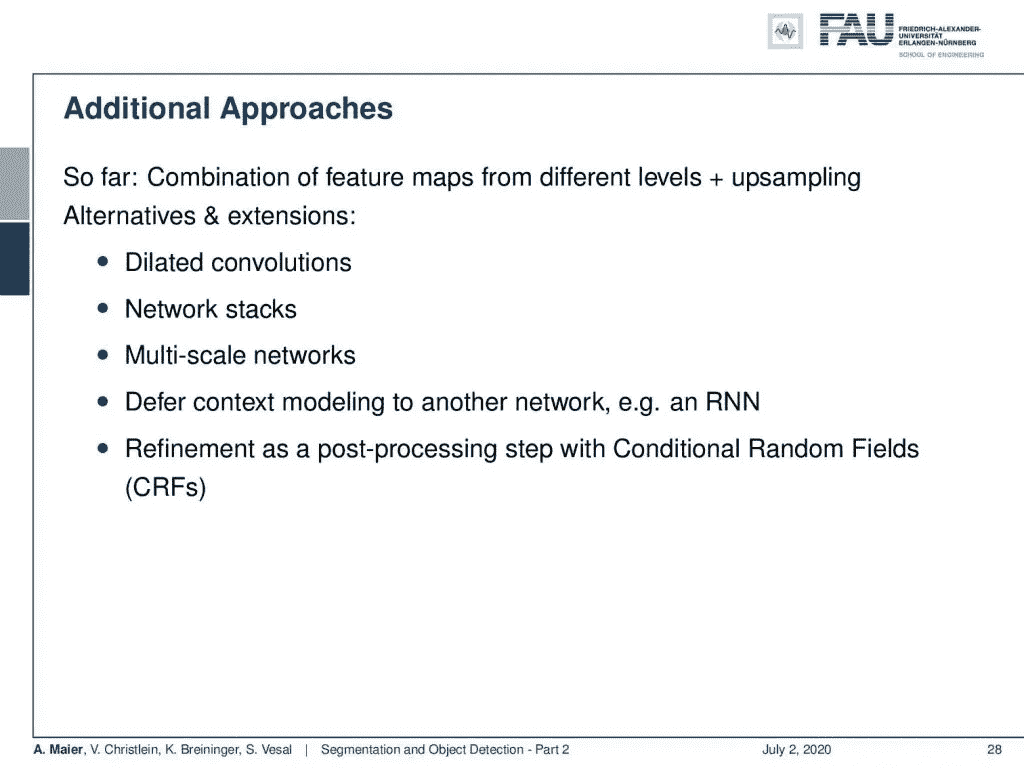 FAU
FRIEDRICH-ALEXANDER-
UNIVERSITÄT
ERLANGEN-NÜRNBERG
SCHOOL OF ENGINEERING
Additional Approaches
So far: Combination of feature maps from different levels + upsampling
Alternatives & extensions:
• Dilated convolutions
• Network stacks
• Multi-scale networks
• Defer context modeling to another network, e.g. an RNN
• Refinement as a post-processing step with Conditional Random Fields
(CRFs)
A. Maier, V. Christlein, K. Breininger, S. Vesal | Segmentation and Object Detection - Part 2 July 2, 2020 28